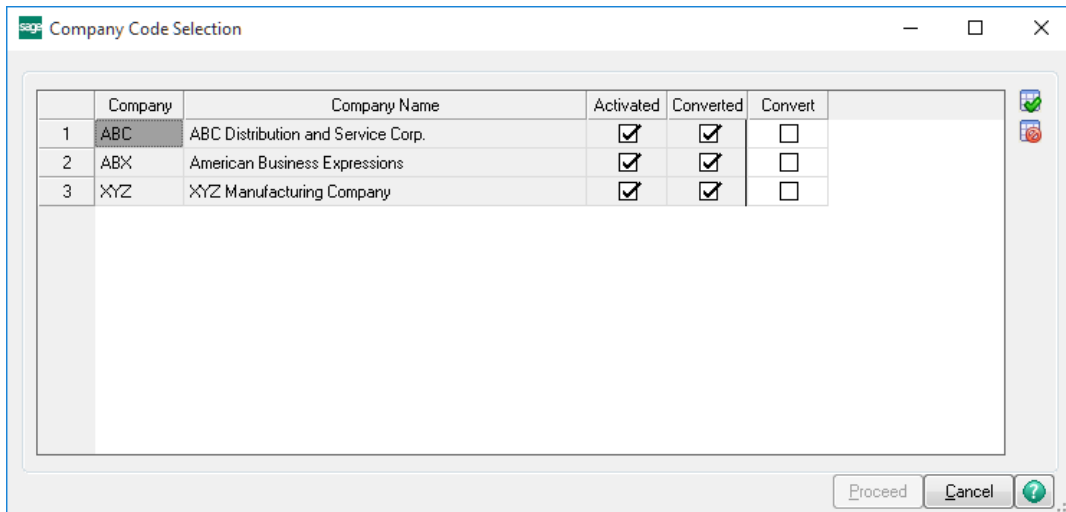 sage Company Code Selection
Company Company Name Activated Converted Convert
1 ABC ABC Distribution and Service Corp.
2 ABX American Business Expressions
3 XYZ XYZ Manufacturing Company
Proceed Cancel ?